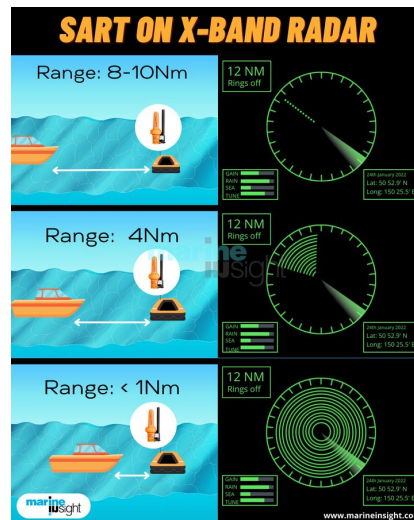 SART ON X-BAND RADAR
Range: 8-10Nm
12 NM
Rings off
GAIN
RAIN
SEA
TUNE
24th January 2022
Lat: 50 52.9' N
Long: 150 25.5' E
Range: 4Nm
12 NM
Rings off
GAIN
RAIN
SEA
TUNE
24th January 2022
Lat: 50 52.9' N
Long: 150 25.5' E
marine insight
Range: < 1Nm
12 NM
Rings off
GAIN
RAIN
SEA
TUNE
24th January 2022
Lat: 50 52.9' N
Long: 150 25.5' E
marine insight
www.marineinsight.co